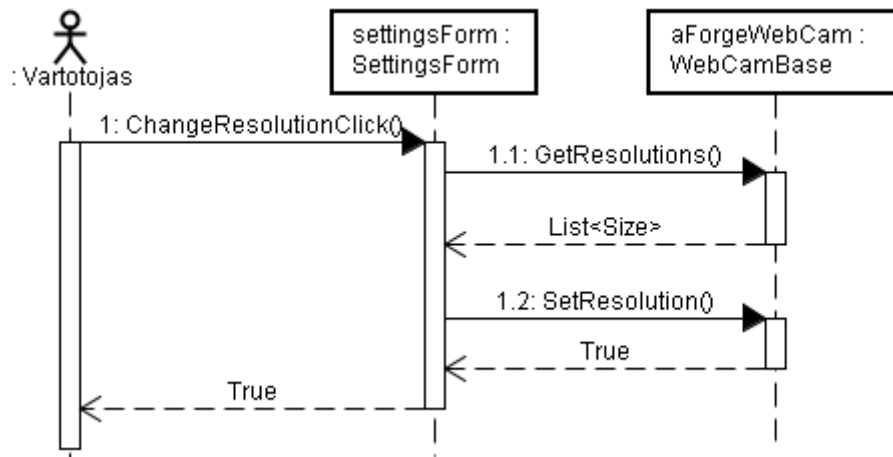 settingsForm :
SettingsForm
aForgeWebCam :
WebCamBase
: Vartotojas
1: ChangeResolutionClick()
1.1: GetResolutions()
List<Size>
1.2: SetResolution()
True
True